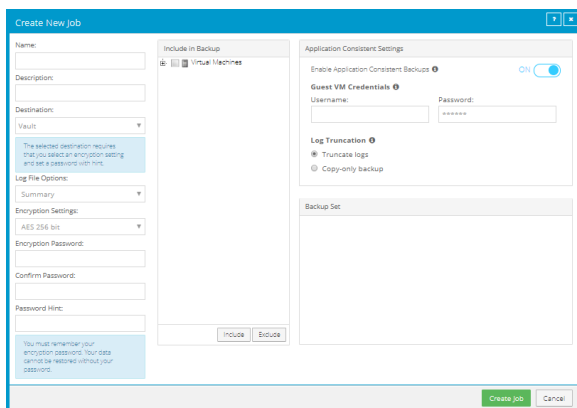 Create New Job
? ×
Name:
Description:
Destination:
Vault
The selected destination requires
that you select an encryption setting
and set a password with hint.
Log File Options:
Summary
Encryption Settings:
AES 256 bit
Encryption Password:
Confirm Password:
Password Hint:
You must remember your
encryption password. Your data
cannot be restored without your
password.
Include in Backup
Virtual Machines
Include Exclude
Application Consistent Settings
Enable Application Consistent Backups ON
Guest VM Credentials
Username: Password:
******
Log Truncation
Truncate logs
Copy-only backup
Backup Set
Create Job Cancel